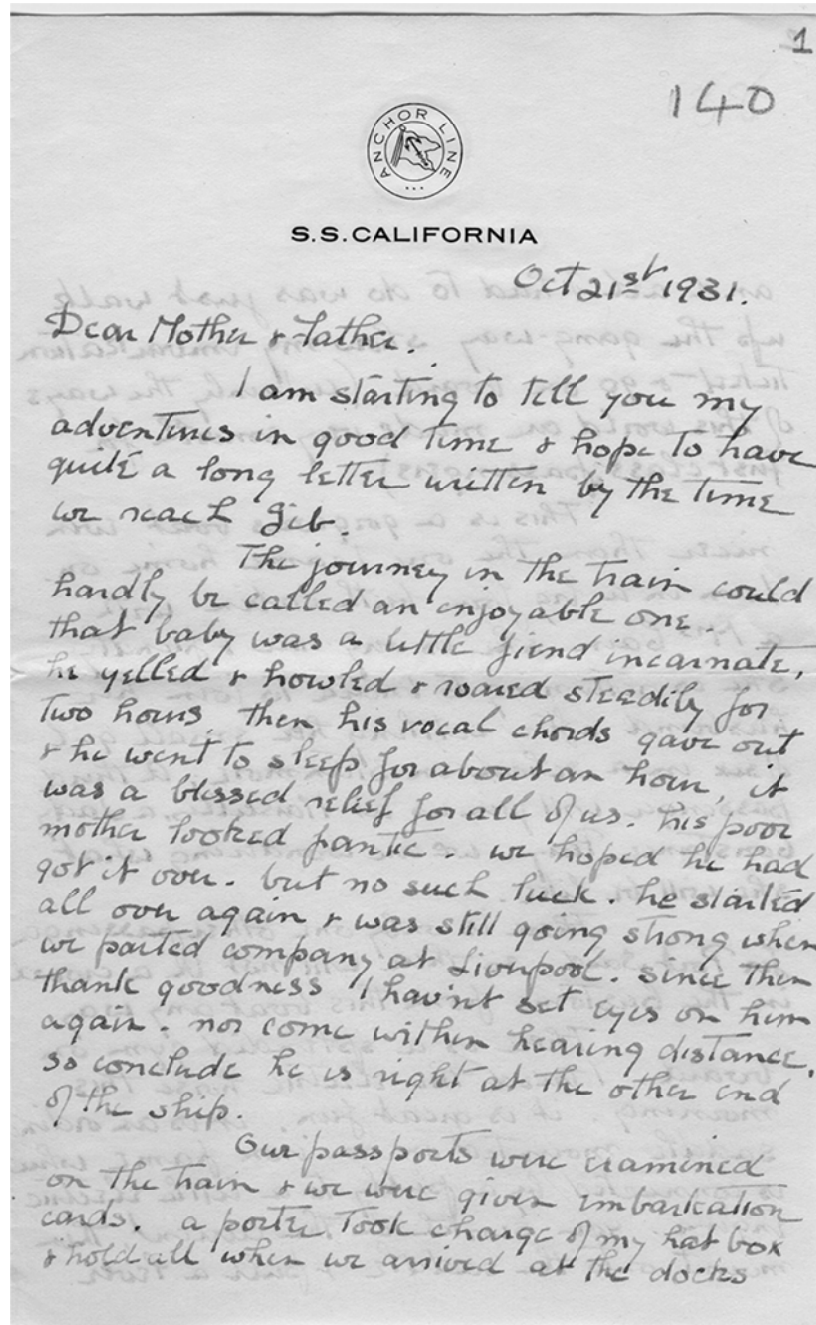 1
140
ANCHOR LINE
S.S. CALIFORNIA
Oct 21st 1931.
Dear Mother & Father.
I am starting to tell you my
adventures in good time & hope to have
quite a long letter written by the time
we reach Gib.
The journey in the train could
hardly be called an enjoyable one.
that baby was a little fiend incarnate,
he yelled & howled & roared steadily for
two hours then his vocal chords gave out
& he went to sleep for about an hour, it
was a blessed relief for all of us. his poor
mother looked frantic. we hoped he had
got it over. but no such luck. he started
all over again & was still going strong when
we parted company at Liverpool. since then
thank goodness I hav'nt set eyes on him
again. nor come within hearing distance.
so conclude he is right at the other end
of the ship.
Our passports were examined
on the train & we were given embarkation
cards. a porter took charge of my hat box
& hold all when we arrived at the docks